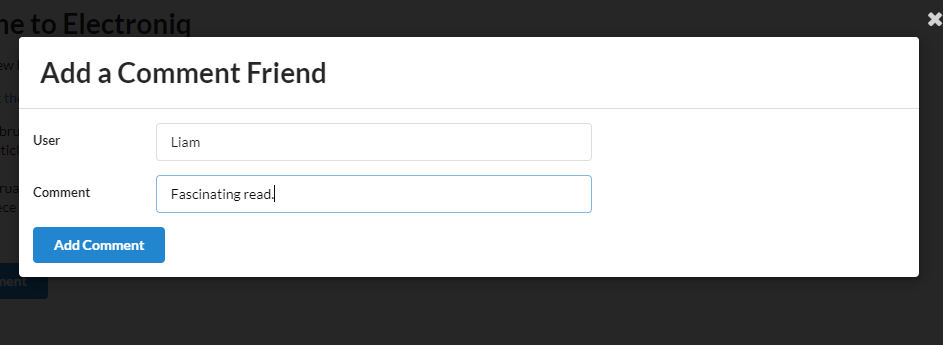 ne to Electroniq
Add a Comment Friend
User
Liam
Comment
Fascinating read.
Add Comment
ment